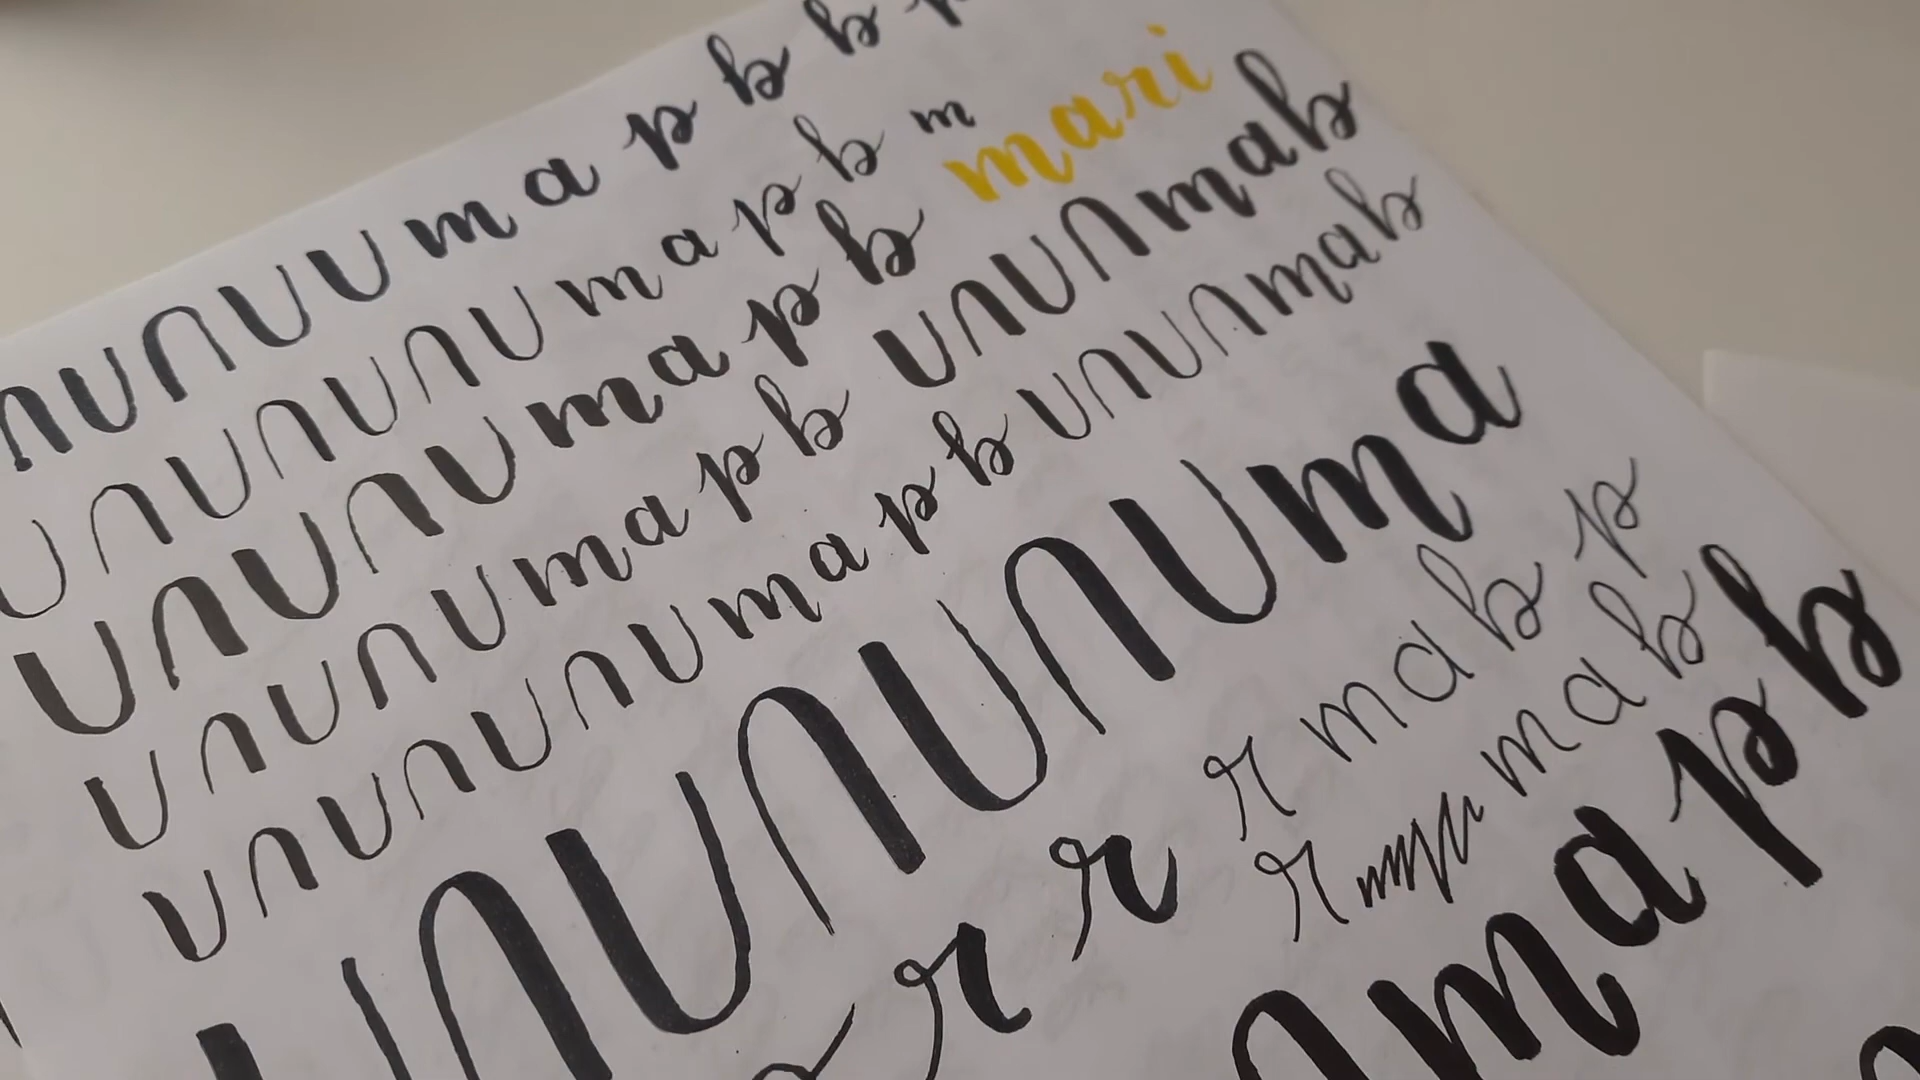 n u n u u m a p b b
u n u n u n u m a p b m
u n u n u m a p b mari
u n u n u m a p b u n u n m a b
u n u n u n u m a p b u n u n m a b
u n u n u n u m a
r r r m a b p
r m a b
m a p b